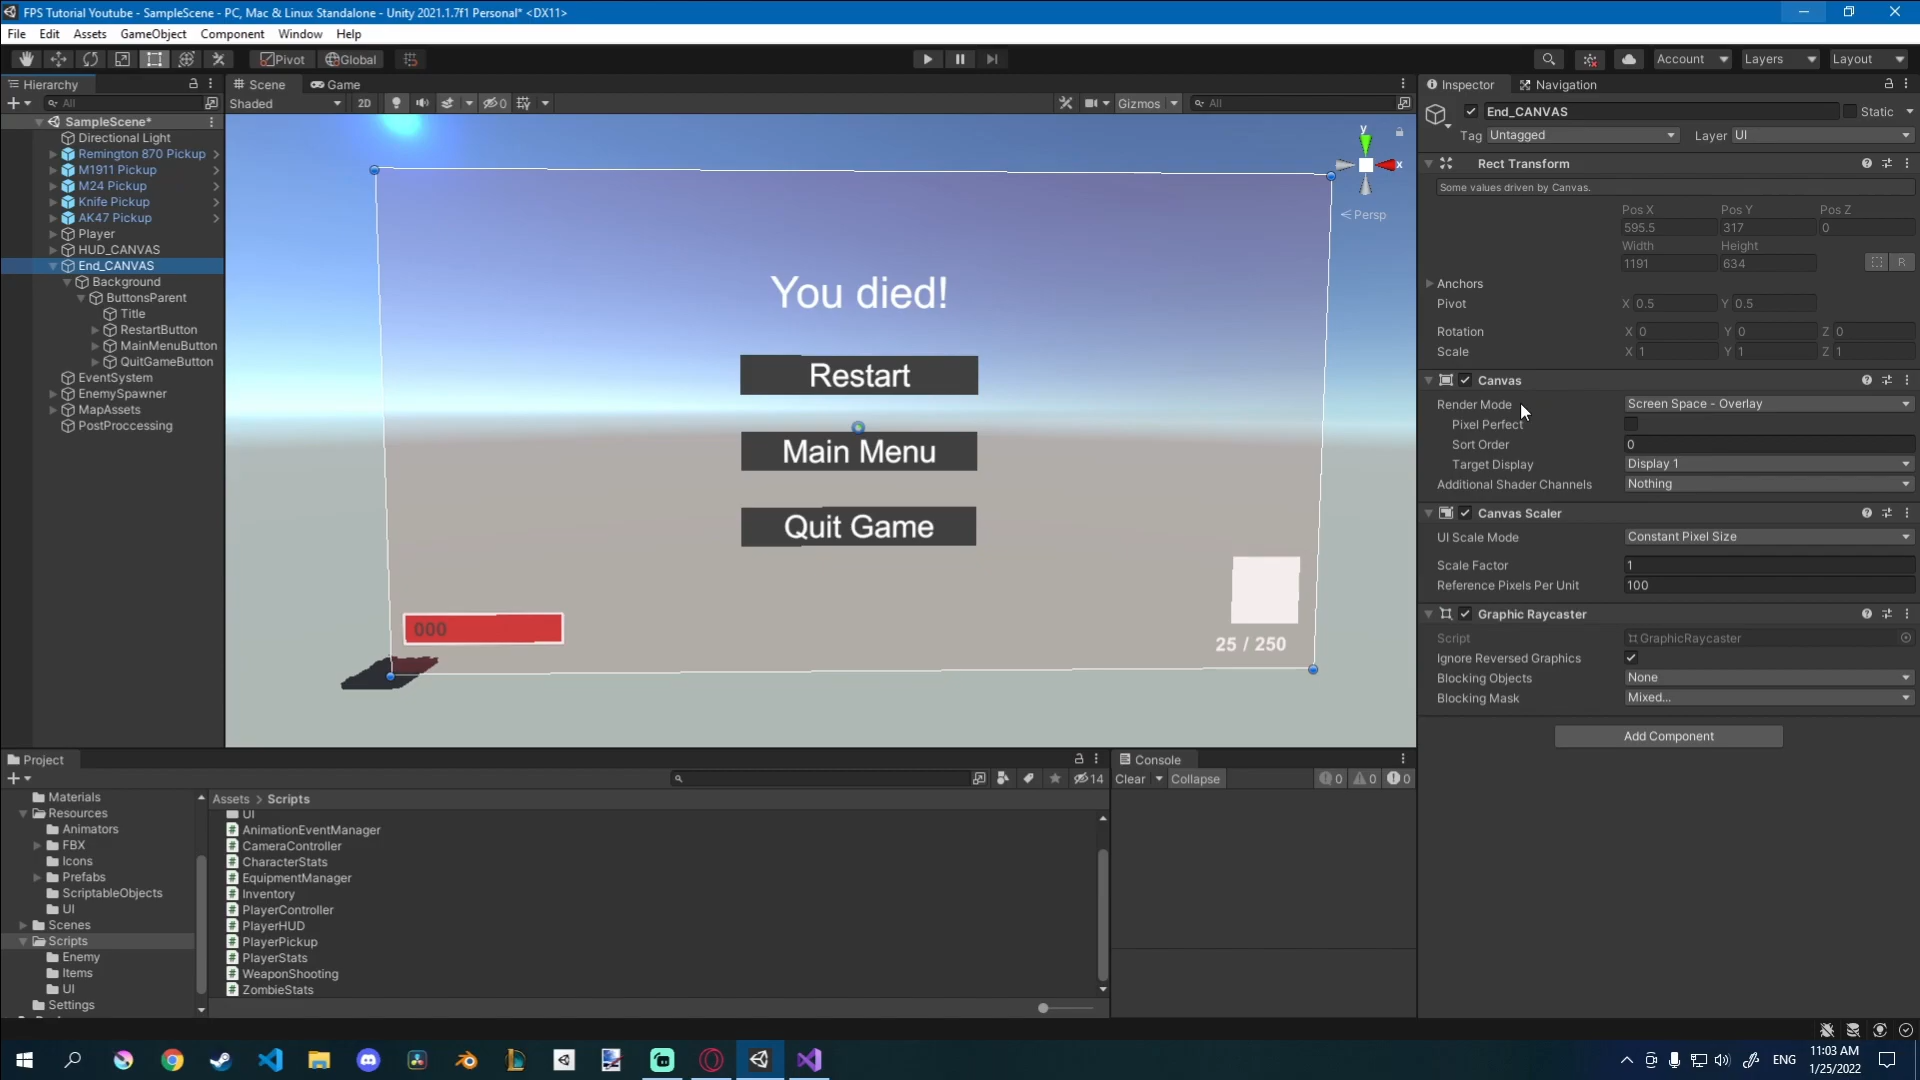 FPS Tutorial Youtube - SampleScene - PC, Mac & Linux Standalone - Unity 2021.1.7f1 Personal* <DX11>
File Edit Assets GameObject Component Window Help
Pivot Global Account Layers Layout
Hierarchy
All
SampleScene*
Directional Light
Remington 870 Pickup
M1911 Pickup
M24 Pickup
Knife Pickup
AK47 Pickup
Player
HUD_CANVAS
End_CANVAS
Background
ButtonsParent
Title
RestartButton
MainMenuButton
QuitGameButton
EventSystem
EnemySpawner
MapAssets
PostProccessing
Scene Game
Shaded 2D 0 Gizmos All
y
x
Persp
You died!
Restart
Main Menu
Quit Game
000
25 / 250
Inspector Navigation
End_CANVAS Static
Tag Untagged Layer UI
Rect Transform
Some values driven by Canvas.
Pos X Pos Y Pos Z
595.5 317 0
Width Height
1191 634 R
Anchors
Pivot X 0.5 Y 0.5
Rotation X 0 Y 0 Z 0
Scale X 1 Y 1 Z 1
Canvas
Render Mode Screen Space - Overlay
Pixel Perfect
Sort Order 0
Target Display Display 1
Additional Shader Channels Nothing
Canvas Scaler
UI Scale Mode Constant Pixel Size
Scale Factor 1
Reference Pixels Per Unit 100
Graphic Raycaster
Script GraphicRaycaster
Ignore Reversed Graphics
Blocking Objects None
Blocking Mask Mixed...
Add Component
Project
14
Materials
Resources
Animators
FBX
Icons
Prefabs
ScriptableObjects
UI
Scenes
Scripts
Enemy
Items
UI
Settings
Assets > Scripts
UI
AnimationEventManager
CameraController
CharacterStats
EquipmentManager
Inventory
PlayerController
PlayerHUD
PlayerPickup
PlayerStats
WeaponShooting
ZombieStats
Console
Clear Collapse 0 0 0
ENG
11:03 AM
1/25/2022